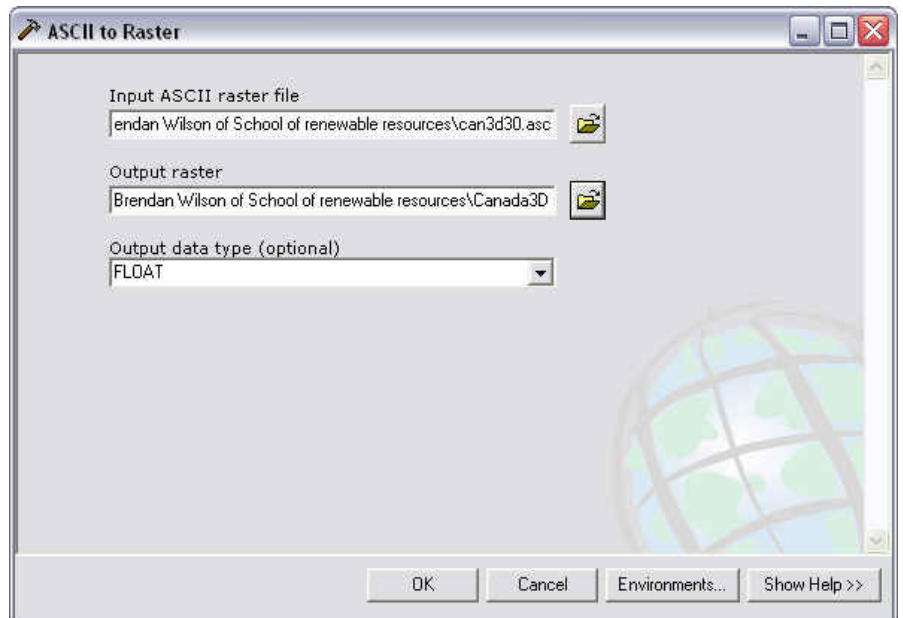 ASCII to Raster
Input ASCII raster file
endan Wilson of School of renewable resources\can3d30.asc
Output raster
Brendan Wilson of School of renewable resources\Canada3D
Output data type (optional)
FLOAT
OK Cancel Environments... Show Help >>